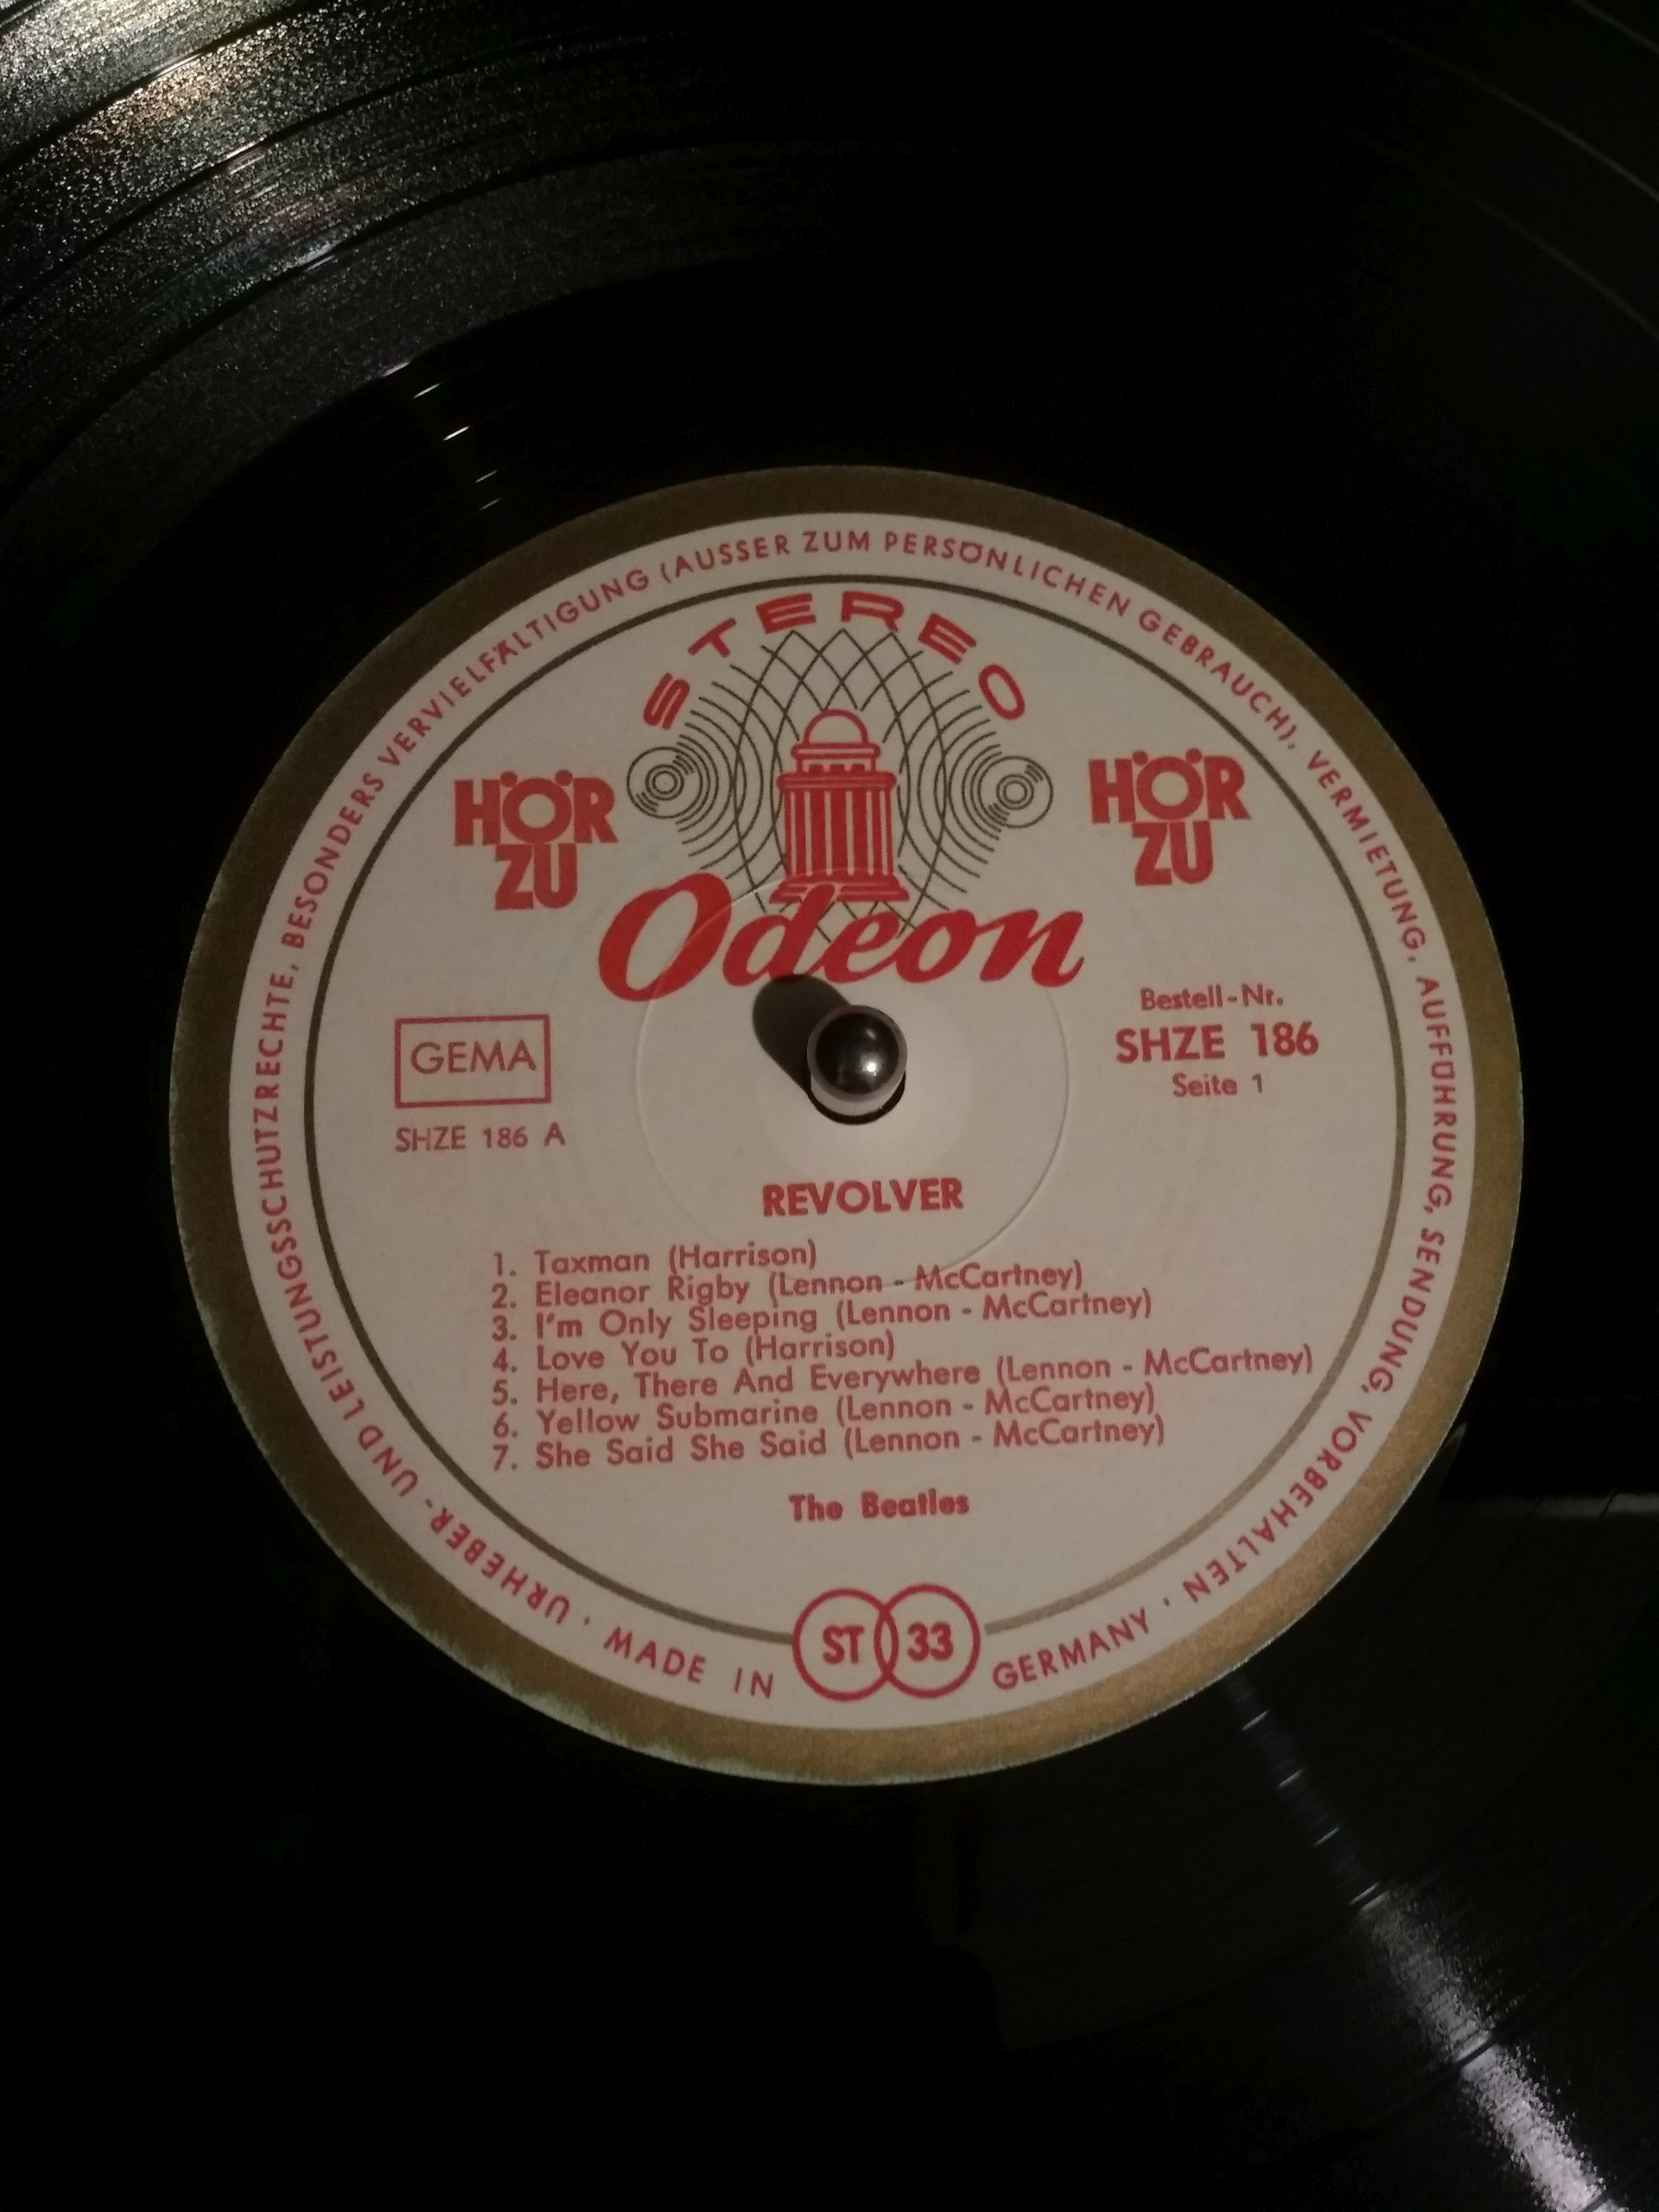 URHEBER- UND LEISTUNGSSCHUTZRECHTE, BESONDERS VERVIELFÄLTIGUNG (AUSSER ZUM PERSÖNLICHEN GEBRAUCH), VERMIETUNG, AUFFÜHRUNG, SENDUNG, VORBEHALTEN ·
STEREO
HÖR
ZU
HÖR
ZU
Odeon
GEMA
SHZE 186 A
Bestell-Nr.
SHZE 186
Seite 1
REVOLVER
1. Taxman (Harrison)
2. Eleanor Rigby (Lennon - McCartney)
3. I'm Only Sleeping (Lennon - McCartney)
4. Love You To (Harrison)
5. Here, There And Everywhere (Lennon - McCartney)
6. Yellow Submarine (Lennon - McCartney)
7. She Said She Said (Lennon - McCartney)
The Beatles
ST 33
· MADE IN GERMANY